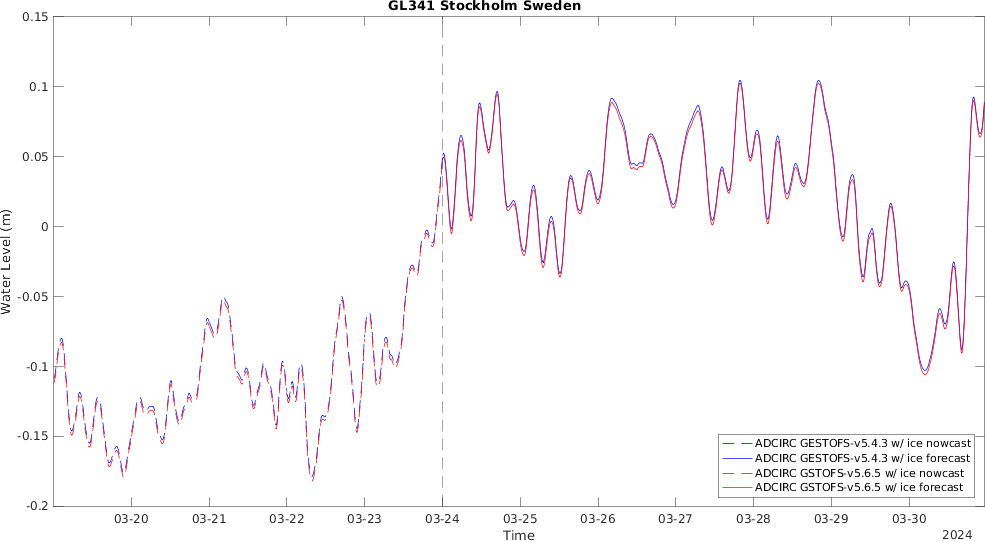 GL341 Stockholm Sweden
0.15
0.1
0.05
0
-0.05
-0.1
-0.15
-0.2
Water Level (m)
03-20 03-21 03-22 03-23 03-24 03-25 03-26 03-27 03-28 03-29 03-30
Time
2024
ADCIRC GESTOFS-v5.4.3 w/ ice nowcast
ADCIRC GESTOFS-v5.4.3 w/ ice forecast
ADCIRC GSTOFS-v5.6.5 w/ ice nowcast
ADCIRC GSTOFS-v5.6.5 w/ ice forecast